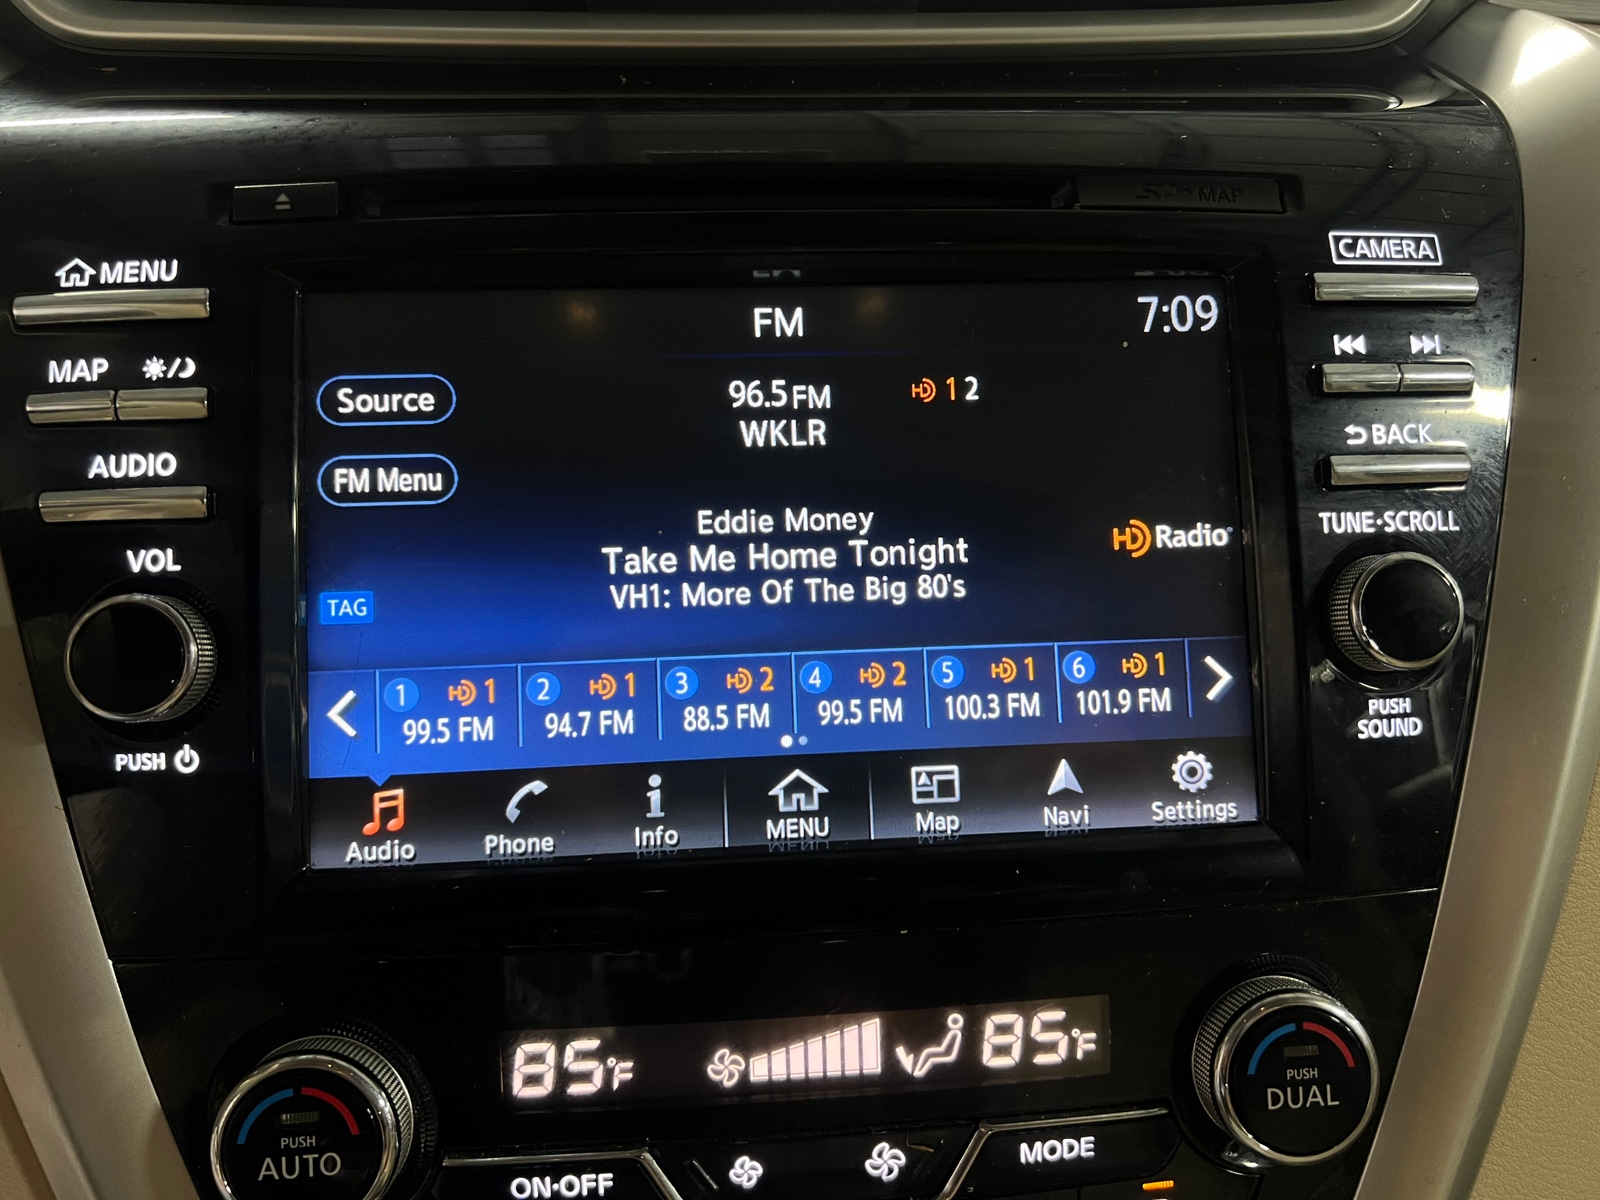 MAP
MENU
CAMERA
MAP
AUDIO
BACK
VOL
TUNE•SCROLL
PUSH
PUSH
SOUND
FM
7:09
Source
96.5 FM
HD 1 2
WKLR
FM Menu
Eddie Money
Take Me Home Tonight
VH1: More Of The Big 80's
HD Radio
TAG
1 HD 1
99.5 FM
2 HD 1
94.7 FM
3 HD 2
88.5 FM
4 HD 2
99.5 FM
5 HD 1
100.3 FM
6 HD 1
101.9 FM
Audio
Phone
Info
MENU
Map
Navi
Settings
85°F
85°F
PUSH
AUTO
PUSH
DUAL
ON•OFF
MODE